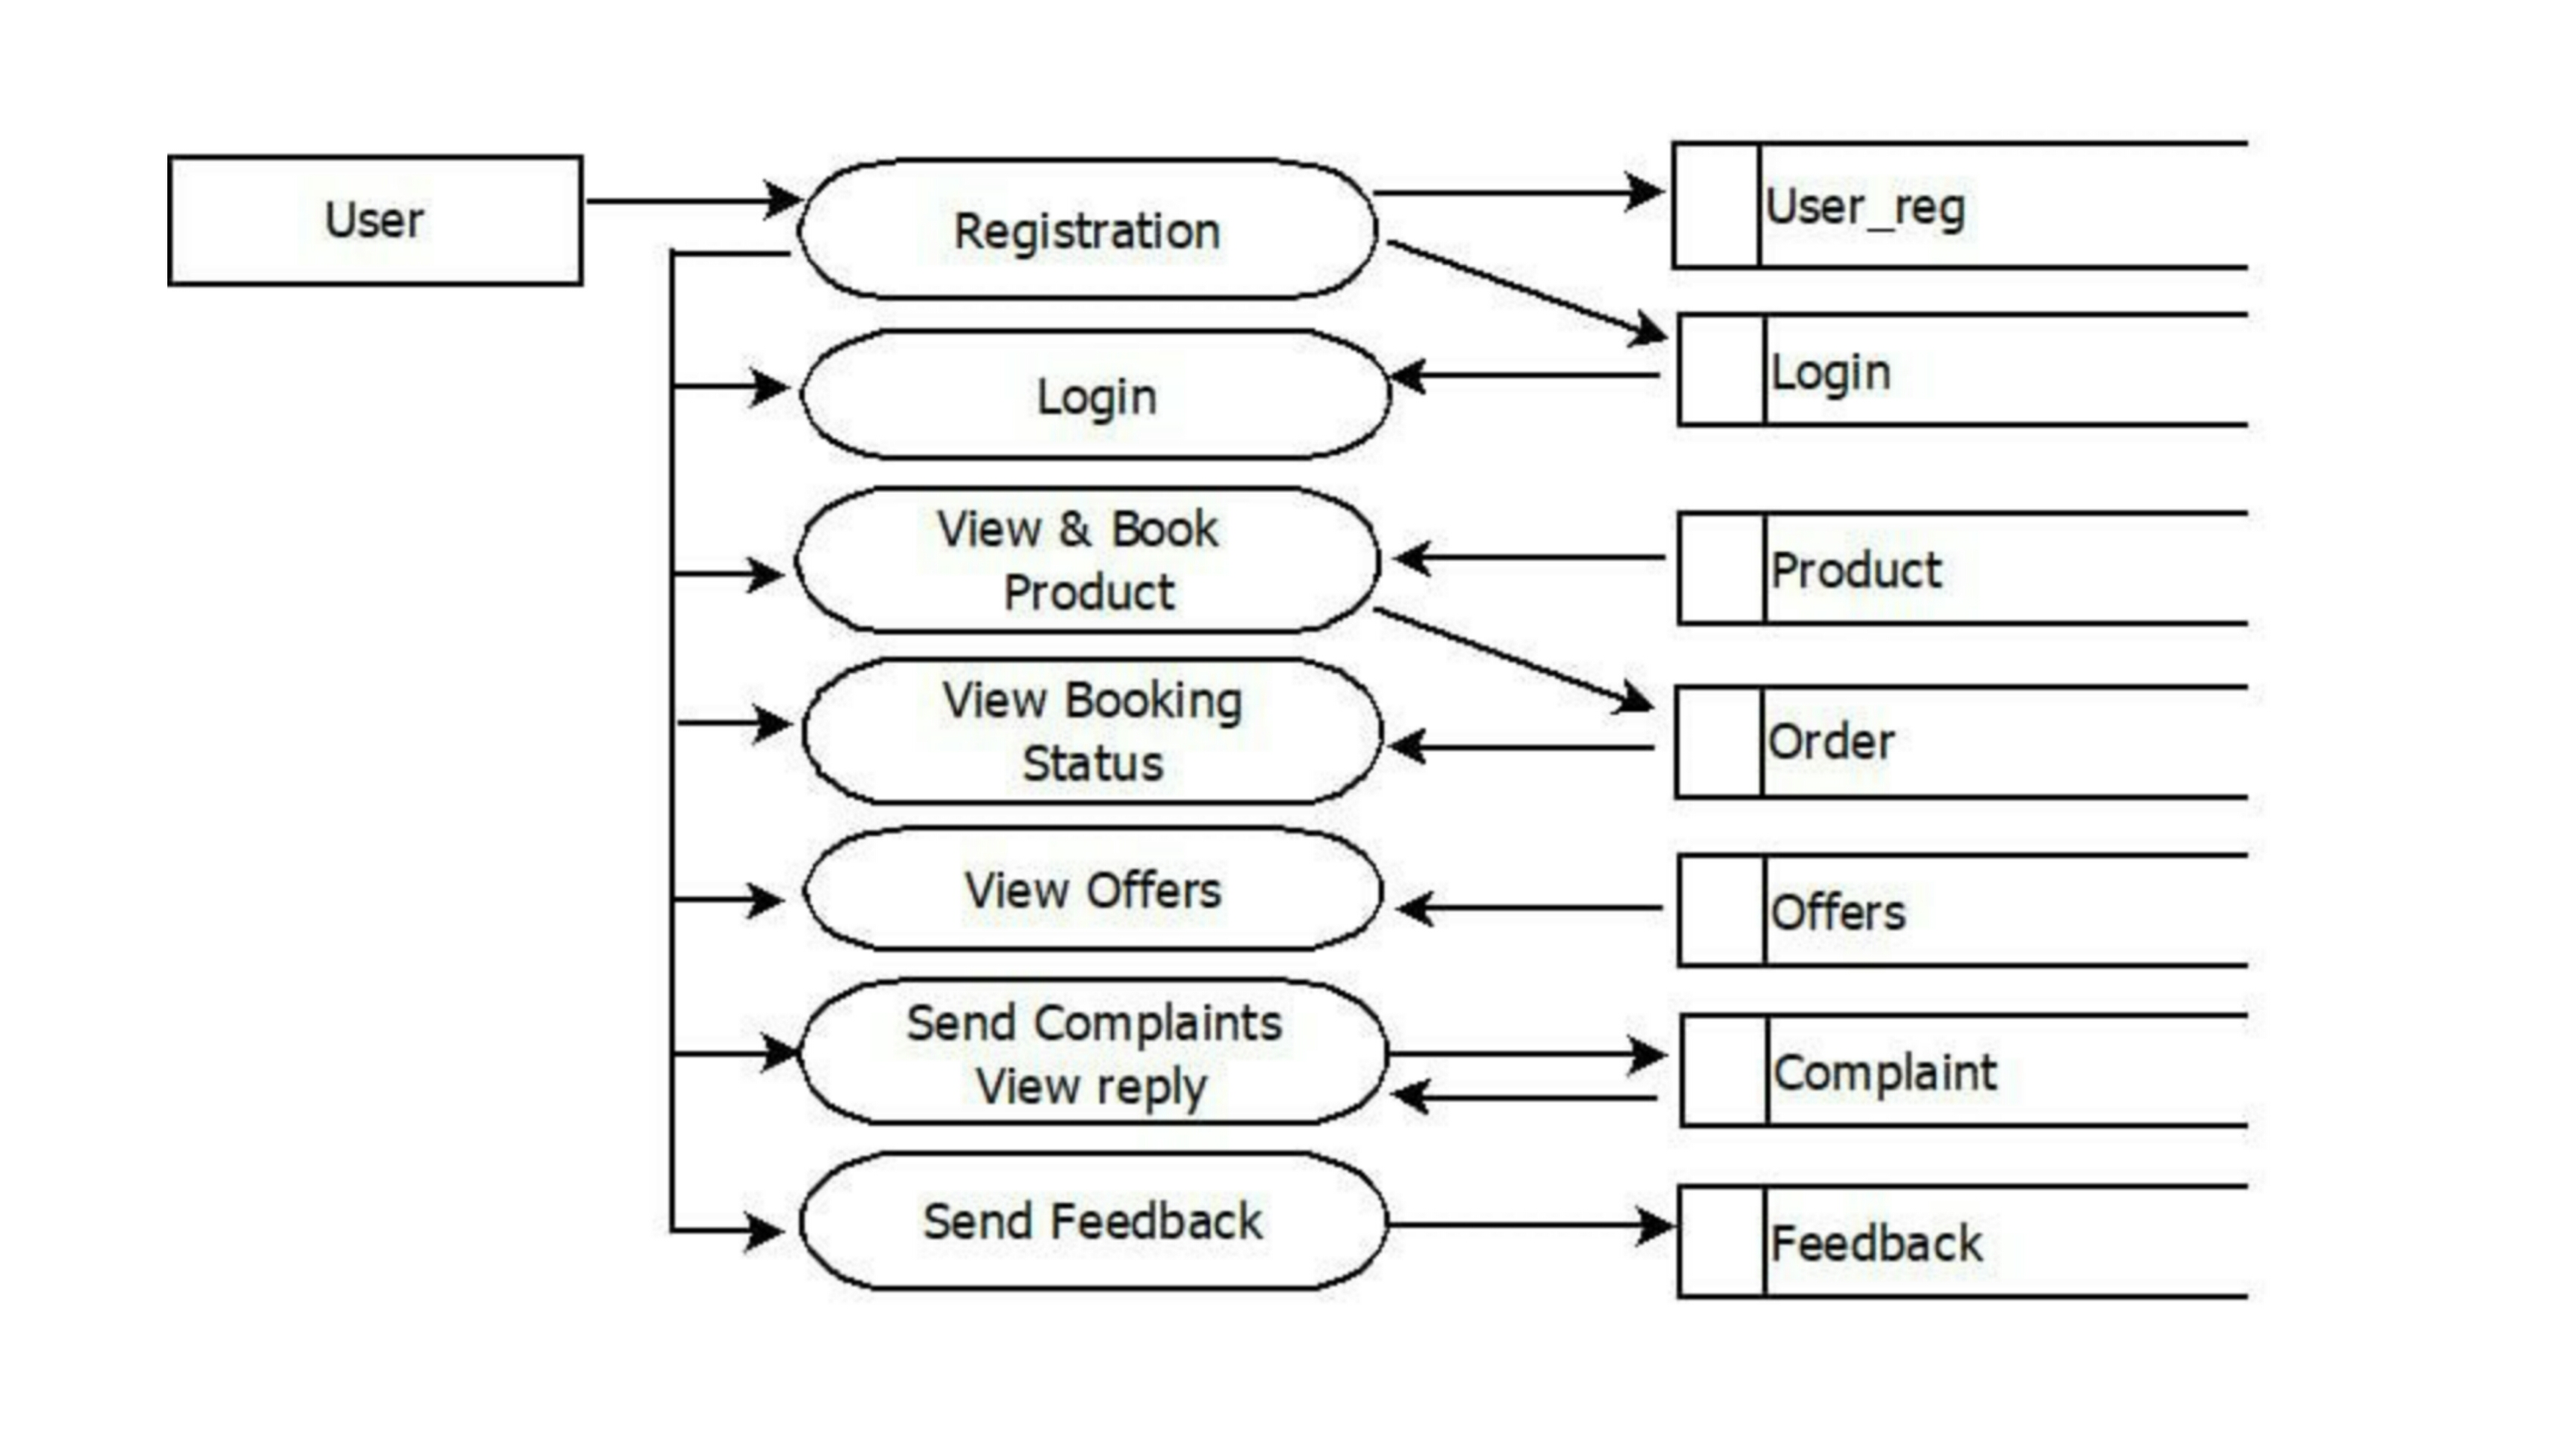 User
Registration
User_reg
Login
Login
View & Book
Product
Product
View Booking
Status
Order
View Offers
Offers
Send Complaints
View reply
Complaint
Send Feedback
Feedback